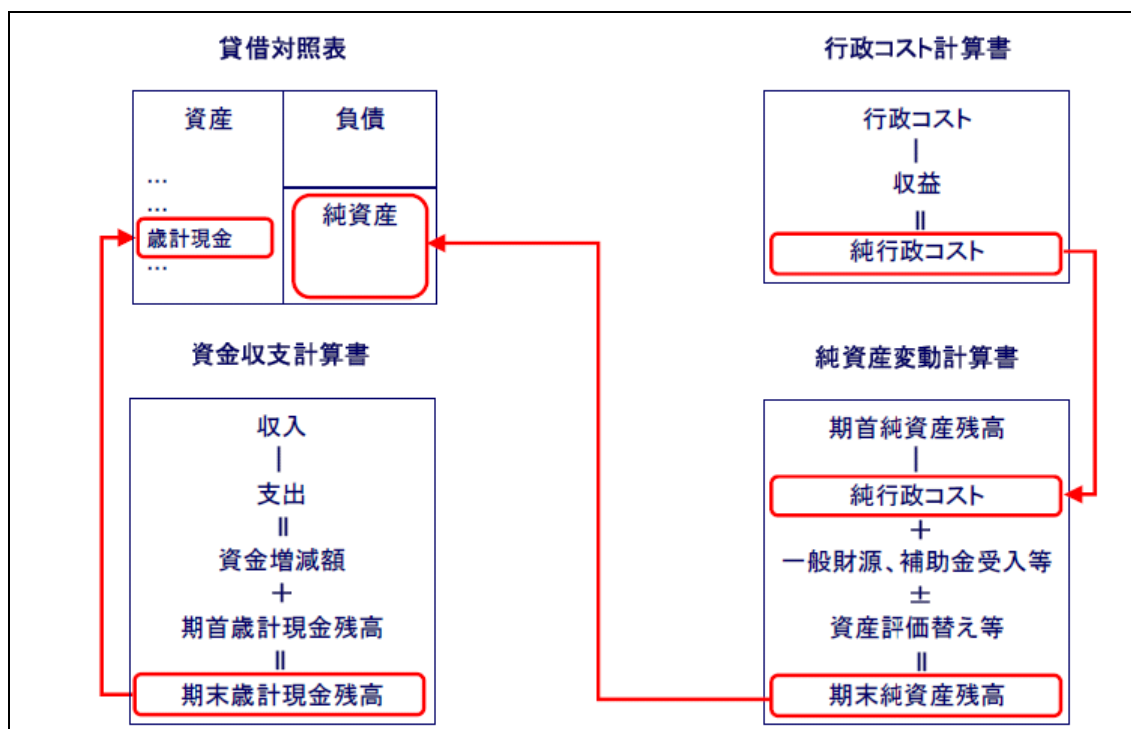 貸借対照表
資産
負債
…
…
歳計現金
…
純資産
行政コスト計算書
行政コスト
|
収益
||
純行政コスト
資金収支計算書
収入
|
支出
||
資金増減額
+
期首歳計現金残高
||
期末歳計現金残高
純資産変動計算書
期首純資産残高
|
純行政コスト
+
一般財源、補助金受入等
±
資産評価替え等
||
期末純資産残高